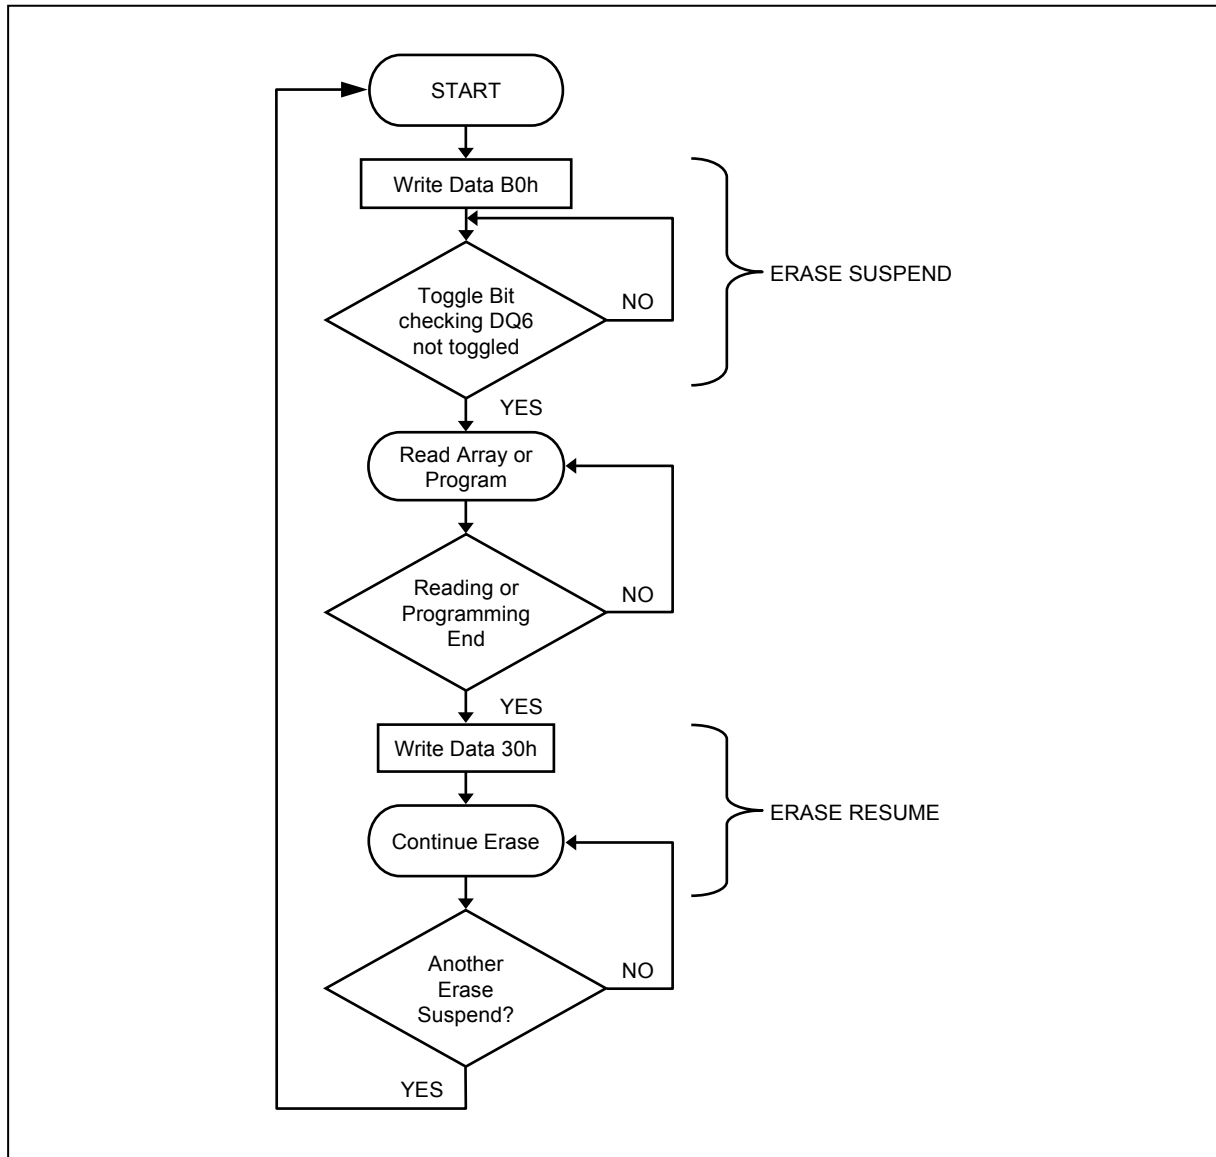 START
Write Data B0h
ERASE SUSPEND
Toggle Bit
checking DQ6
not toggled
NO
YES
Read Array or
Program
Reading or
Programming
End
NO
YES
Write Data 30h
ERASE RESUME
Continue Erase
Another
Erase
Suspend?
NO
YES